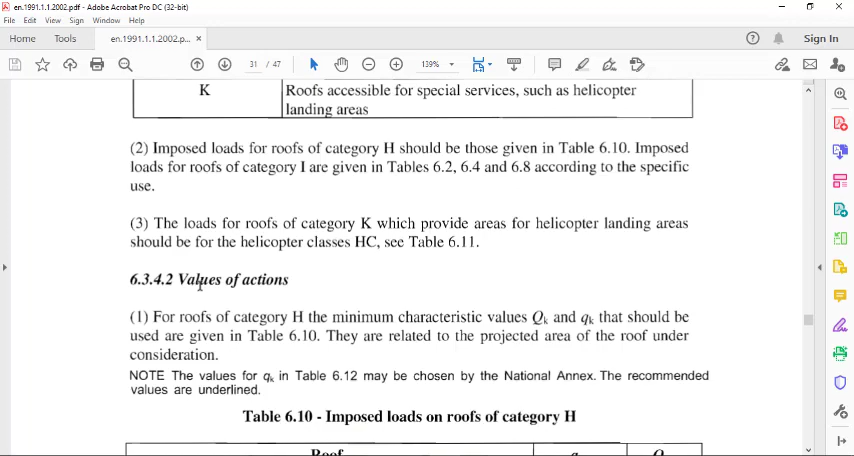 en.1991.1.1.2002.pdf - Adobe Acrobat Pro DC (32-bit)
File Edit View Sign Window Help
Home Tools en.1991.1.1.2002.p... × Sign In
31 / 47 139%
K Roofs accessible for special services, such as helicopter
landing areas
(2) Imposed loads for roofs of category H should be those given in Table 6.10. Imposed
loads for roofs of category I are given in Tables 6.2, 6.4 and 6.8 according to the specific
use.
(3) The loads for roofs of category K which provide areas for helicopter landing areas
should be for the helicopter classes HC, see Table 6.11.
6.3.4.2 Values of actions
(1) For roofs of category H the minimum characteristic values Qk and qk that should be
used are given in Table 6.10. They are related to the projected area of the roof under
consideration.
NOTE The values for qk in Table 6.12 may be chosen by the National Annex. The recommended
values are underlined.
Table 6.10 - Imposed loads on roofs of category H
Roof